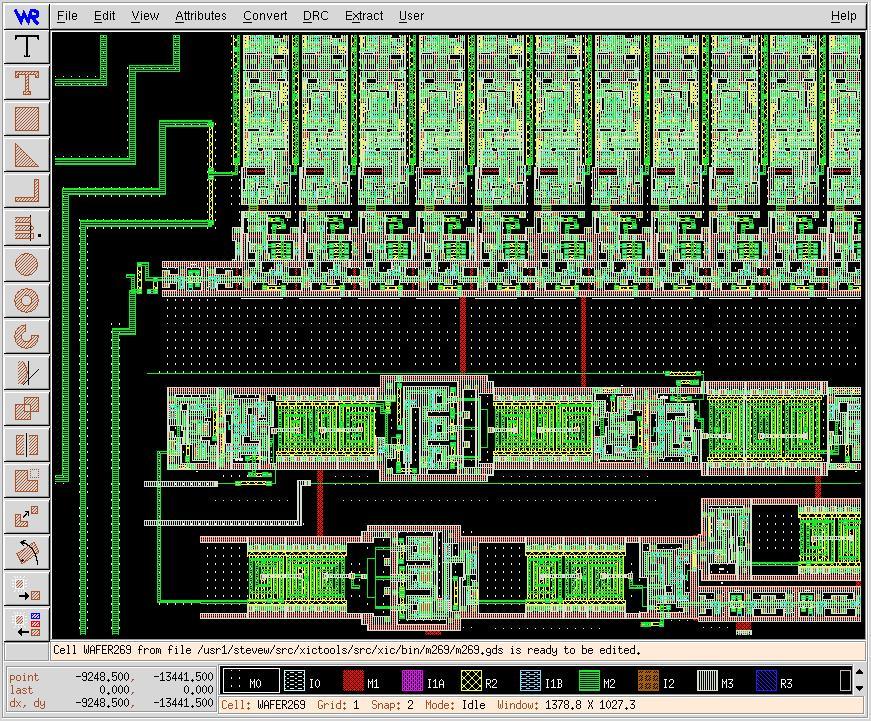 WR File Edit View Attributes Convert DRC Extract User Help
T
T
Cell WAFER269 from file /usr1/stevew/src/xictools/src/xic/bin/m269/m269.gds is ready to be edited.
point -9248.500, -13441.500
last 0.000, 0.000
dx, dy -9248.500, -13441.500
M0 I0 M1 I1A R2 I1B M2 I2 M3 R3
Cell: WAFER269 Grid: 1 Snap: 2 Mode: Idle Window: 1378.8 X 1027.3